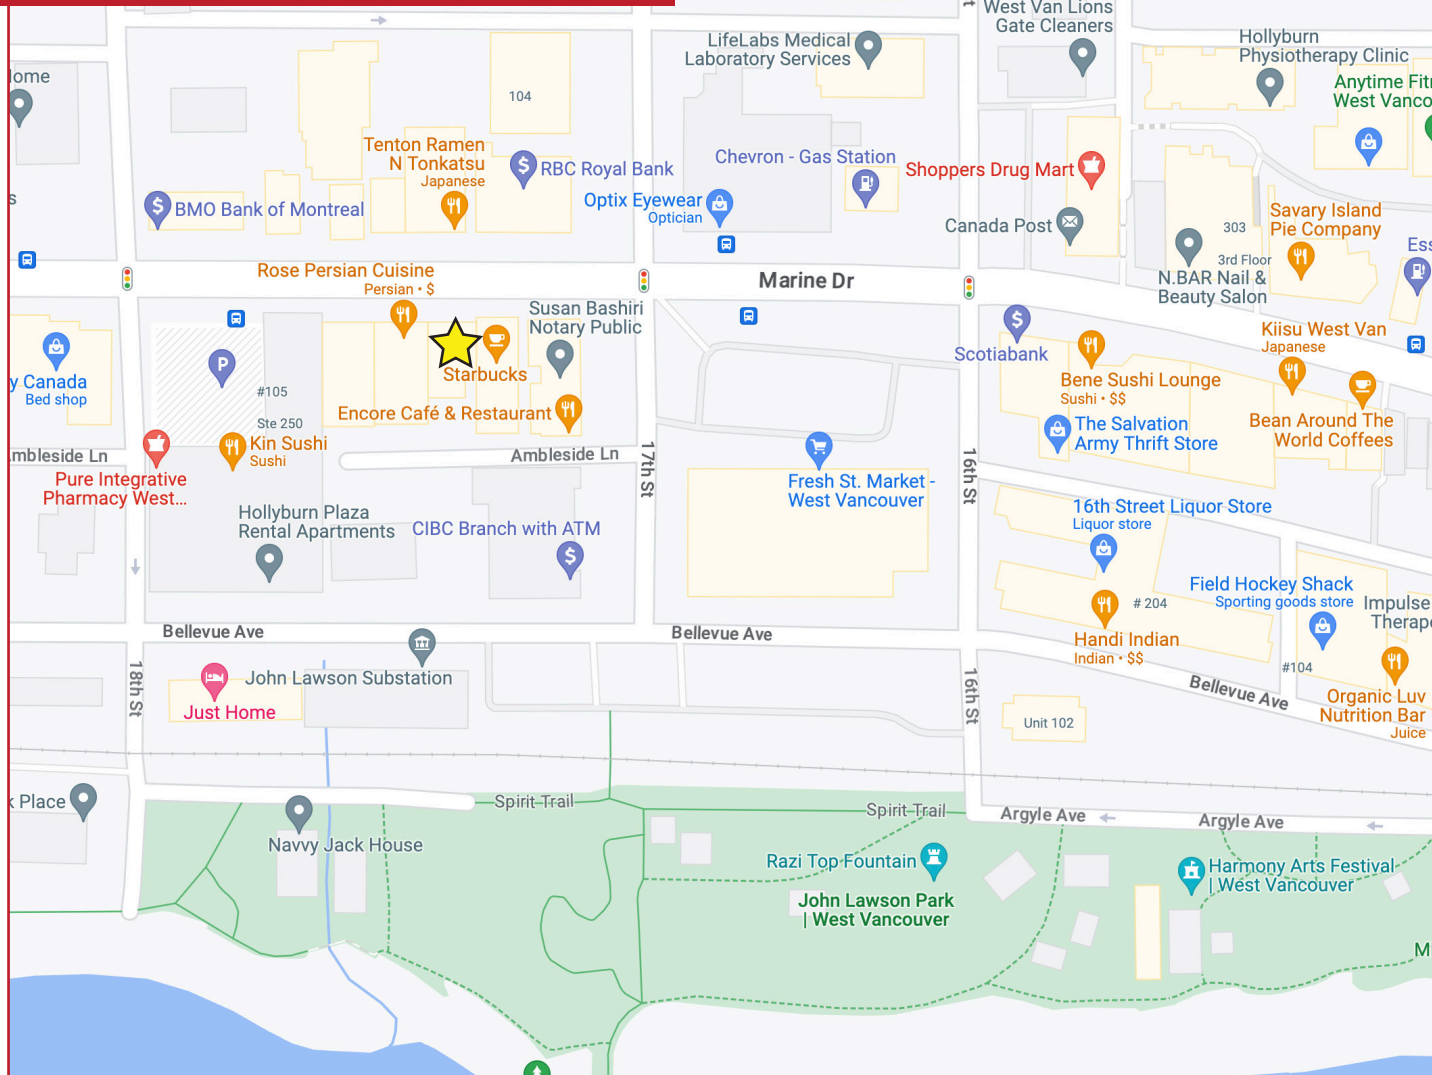 West Van Lions
Gate Cleaners
LifeLabs Medical
Laboratory Services
Hollyburn
Physiotherapy Clinic
Anytime Fit
West Vanco
104
Tenton Ramen
N Tonkatsu
Japanese
RBC Royal Bank
BMO Bank of Montreal
Chevron - Gas Station
Optix Eyewear
Optician
Shoppers Drug Mart
Canada Post
303
3rd Floor
N.BAR Nail &
Beauty Salon
Savary Island
Pie Company
Ess
Marine Dr
Rose Persian Cuisine
Persian • $
Susan Bashiri
Notary Public
Starbucks
Encore Café & Restaurant
y Canada
Bed shop
P
#105
Ste 250
Kin Sushi
Sushi
Scotiabank
Bene Sushi Lounge
Sushi • $$
The Salvation
Army Thrift Store
Kiisu West Van
Japanese
Bean Around The
World Coffees
mbleside Ln
Ambleside Ln
Pure Integrative
Pharmacy West...
17th St
16th St
Fresh St. Market -
West Vancouver
Hollyburn Plaza
Rental Apartments
CIBC Branch with ATM
16th Street Liquor Store
Liquor store
# 204
Handi Indian
Indian • $$
Field Hockey Shack
Sporting goods store
Impulse
Therape
#104
Organic Luv
Nutrition Bar
Juice
Bellevue Ave
Bellevue Ave
Bellevue Ave
John Lawson Substation
Just Home
18th St
16th St
Unit 102
k Place
Spirit Trail
Spirit Trail
Argyle Ave
Argyle Ave
Navvy Jack House
Razi Top Fountain
John Lawson Park
| West Vancouver
Harmony Arts Festival
| West Vancouver